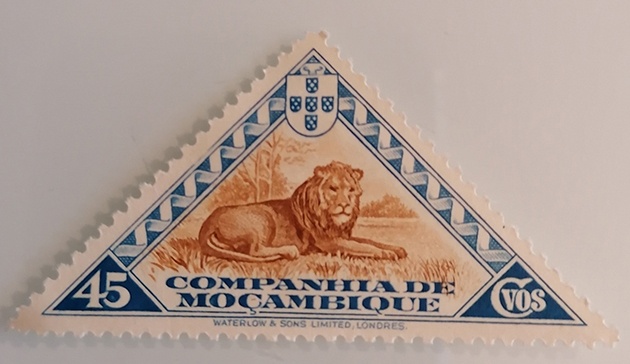 COMPANHIA DE
MOÇAMBIQUE
45 CVOS
WATERLOW & SONS LIMITED, LONDRES.